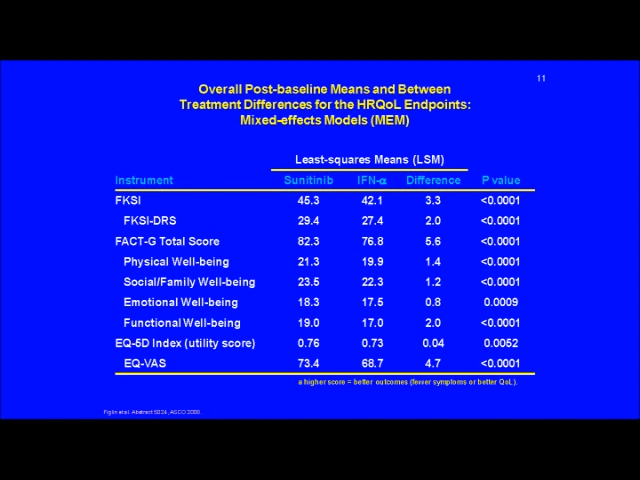 11
Overall Post-baseline Means and Between
Treatment Differences for the HRQoL Endpoints:
Mixed-effects Models (MEM)
Least-squares Means (LSM)
Instrument Sunitinib IFN-α Difference P value
FKSI 45.3 42.1 3.3 <0.0001
FKSI-DRS 29.4 27.4 2.0 <0.0001
FACT-G Total Score 82.3 76.8 5.6 <0.0001
Physical Well-being 21.3 19.9 1.4 <0.0001
Social/Family Well-being 23.5 22.3 1.2 <0.0001
Emotional Well-being 18.3 17.5 0.8 0.0009
Functional Well-being 19.0 17.0 2.0 <0.0001
EQ-5D Index (utility score) 0.76 0.73 0.04 0.0052
EQ-VAS 73.4 68.7 4.7 <0.0001
a higher score = better outcomes (fewer symptoms or better QoL).
Figlin et al. Abstract 5024, ASCO 2008.